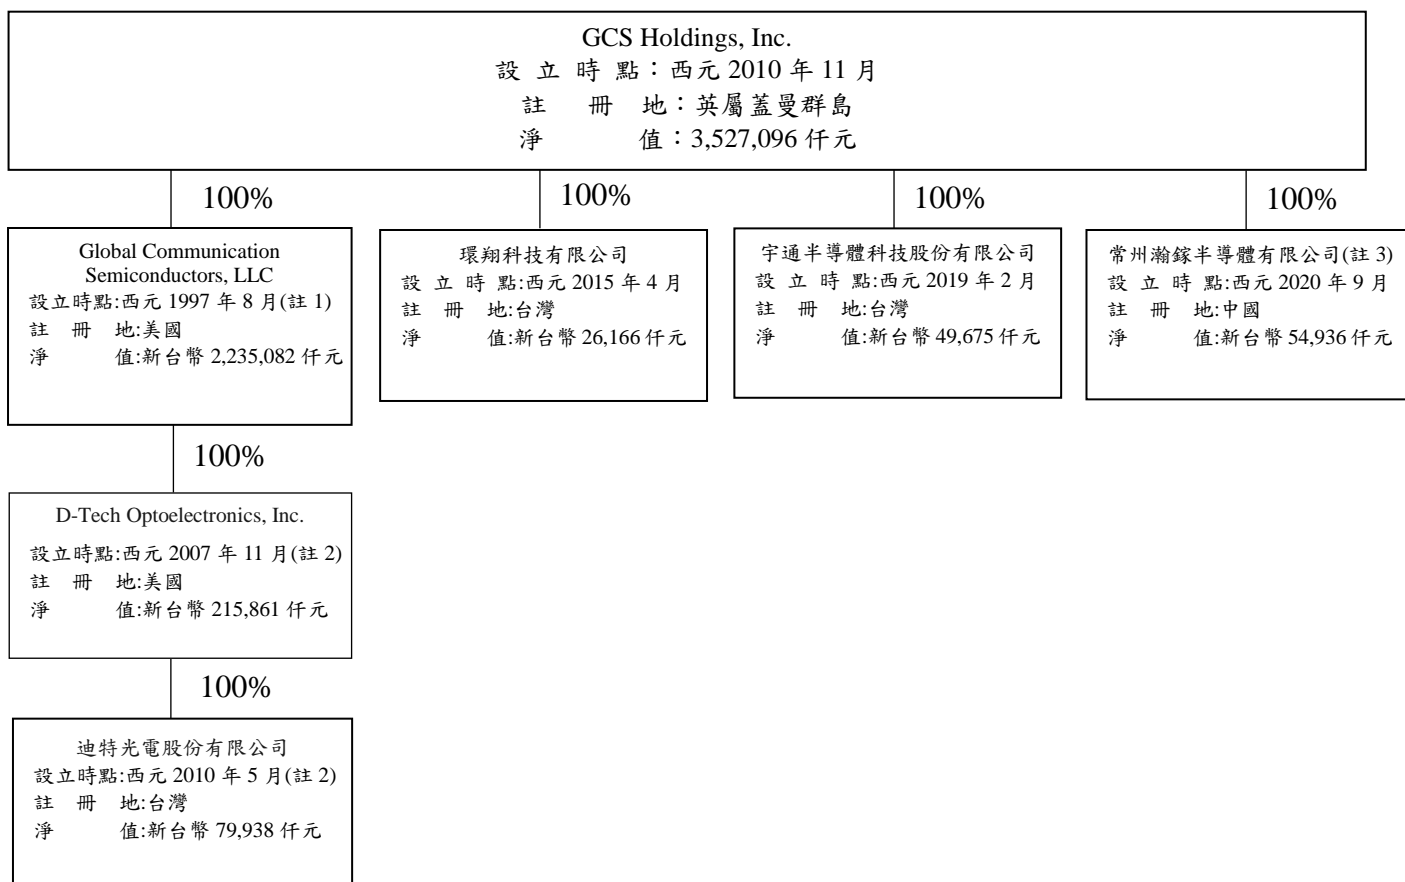 GCS Holdings, Inc.
設 立 時 點：西元 2010 年 11 月
註 冊 地：英屬蓋曼群島
淨 值：3,527,096 仟元
100%
100%
100%
100%
Global Communication
Semiconductors, LLC
設立時點:西元 1997 年 8 月(註 1)
註 冊 地:美國
淨 值:新台幣 2,235,082 仟元
環翔科技有限公司
設 立 時 點:西元 2015 年 4 月
註 冊 地:台灣
淨 值:新台幣 26,166 仟元
宇通半導體科技股份有限公司
設 立 時 點:西元 2019 年 2 月
註 冊 地:台灣
淨 值:新台幣 49,675 仟元
常州瀚鎵半導體有限公司(註 3)
設 立 時 點:西元 2020 年 9 月
註 冊 地:中國
淨 值:新台幣 54,936 仟元
100%
D-Tech Optoelectronics, Inc.
設立時點:西元 2007 年 11 月(註 2)
註 冊 地:美國
淨 值:新台幣 215,861 仟元
100%
迪特光電股份有限公司
設立時點:西元 2010 年 5 月(註 2)
註 冊 地:台灣
淨 值:新台幣 79,938 仟元